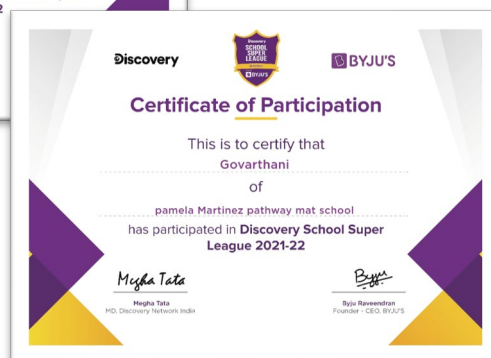 2
Discovery
Discovery
SCHOOL
SUPER
LEAGUE
BYJU'S
BYJU'S
Certificate of Participation
This is to certify that
Govarthani
of
pamela Martinez pathway mat school
has participated in Discovery School Super
League 2021-22
Megha Tata
Byju
Megha Tata
MD, Discovery Network India
Byju Raveendran
Founder - CEO, BYJU'S